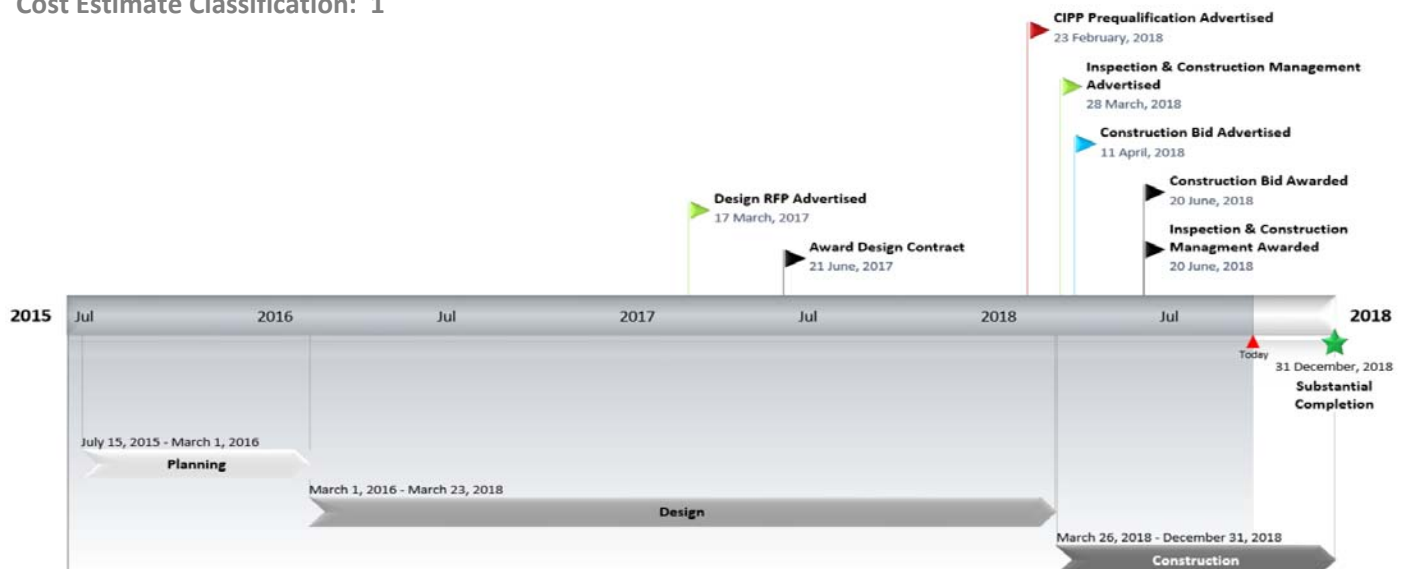 Cost Estimate Classification: 1
CIPP Prequalification Advertised
23 February, 2018
Inspection & Construction Management
Advertised
28 March, 2018
Construction Bid Advertised
11 April, 2018
Construction Bid Awarded
20 June, 2018
Design RFP Advertised
17 March, 2017
Inspection & Construction
Managment Awarded
20 June, 2018
Award Design Contract
21 June, 2017
2015 Jul 2016 Jul 2017 Jul 2018 Jul 2018
Today
31 December, 2018
Substantial
Completion
July 15, 2015 - March 1, 2016
Planning
March 1, 2016 - March 23, 2018
Design
March 26, 2018 - December 31, 2018
Construction